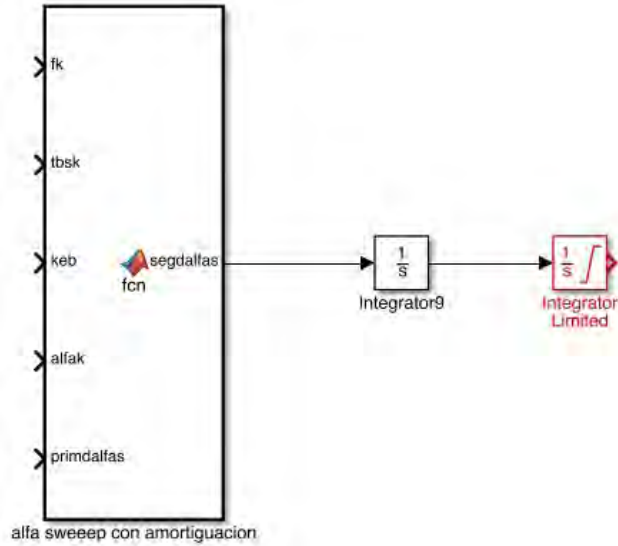 fk
tbsk
keb
segdalfas
fcn
alfak
primdalfas
alfa sweeep con amortiguacion
1
s
Integrator9
1
s
Integrator
Limited